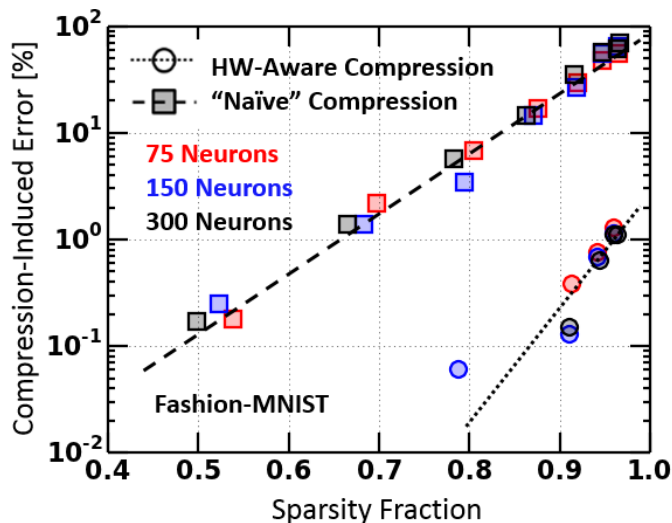 Compression-Induced Error [%]
10²
10¹
10⁰
10⁻¹
10⁻²
HW-Aware Compression
“Naïve” Compression
75 Neurons
150 Neurons
300 Neurons
Fashion-MNIST
0.4 0.5 0.6 0.7 0.8 0.9 1.0
Sparsity Fraction